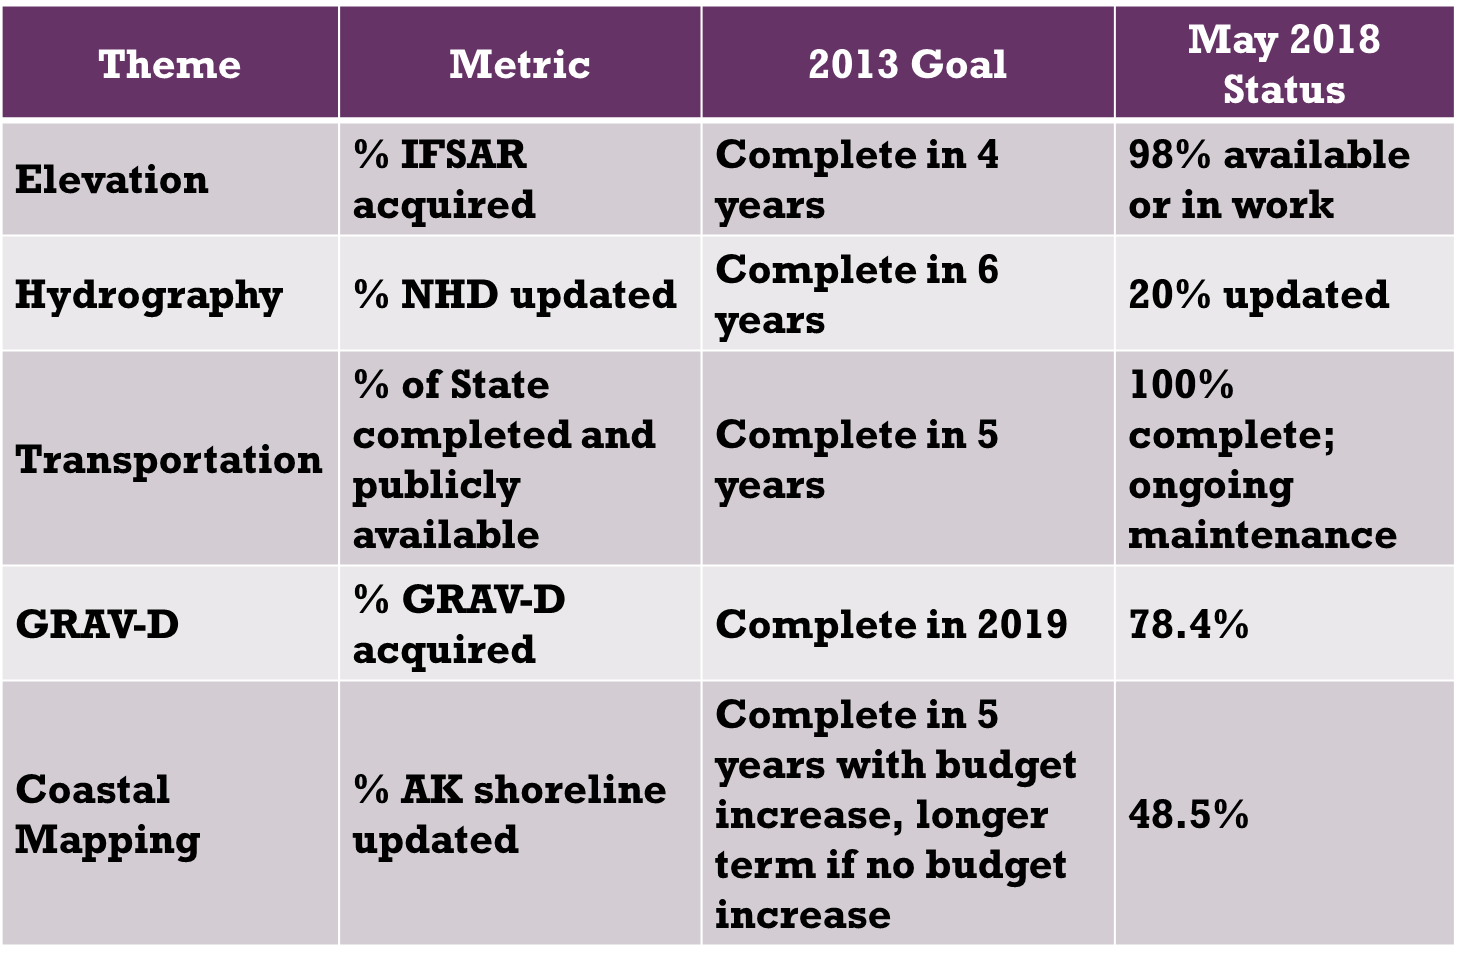 Theme
Metric
2013 Goal
May 2018
Status
Elevation
% IFSAR
acquired
Complete in 4
years
98% available
or in work
Hydrography
% NHD updated
Complete in 6
years
20% updated
Transportation
% of State
completed and
publicly
available
Complete in 5
years
100%
complete;
ongoing
maintenance
GRAV-D
% GRAV-D
acquired
Complete in 2019
78.4%
Coastal
Mapping
% AK shoreline
updated
Complete in 5
years with budget
increase, longer
term if no budget
increase
48.5%